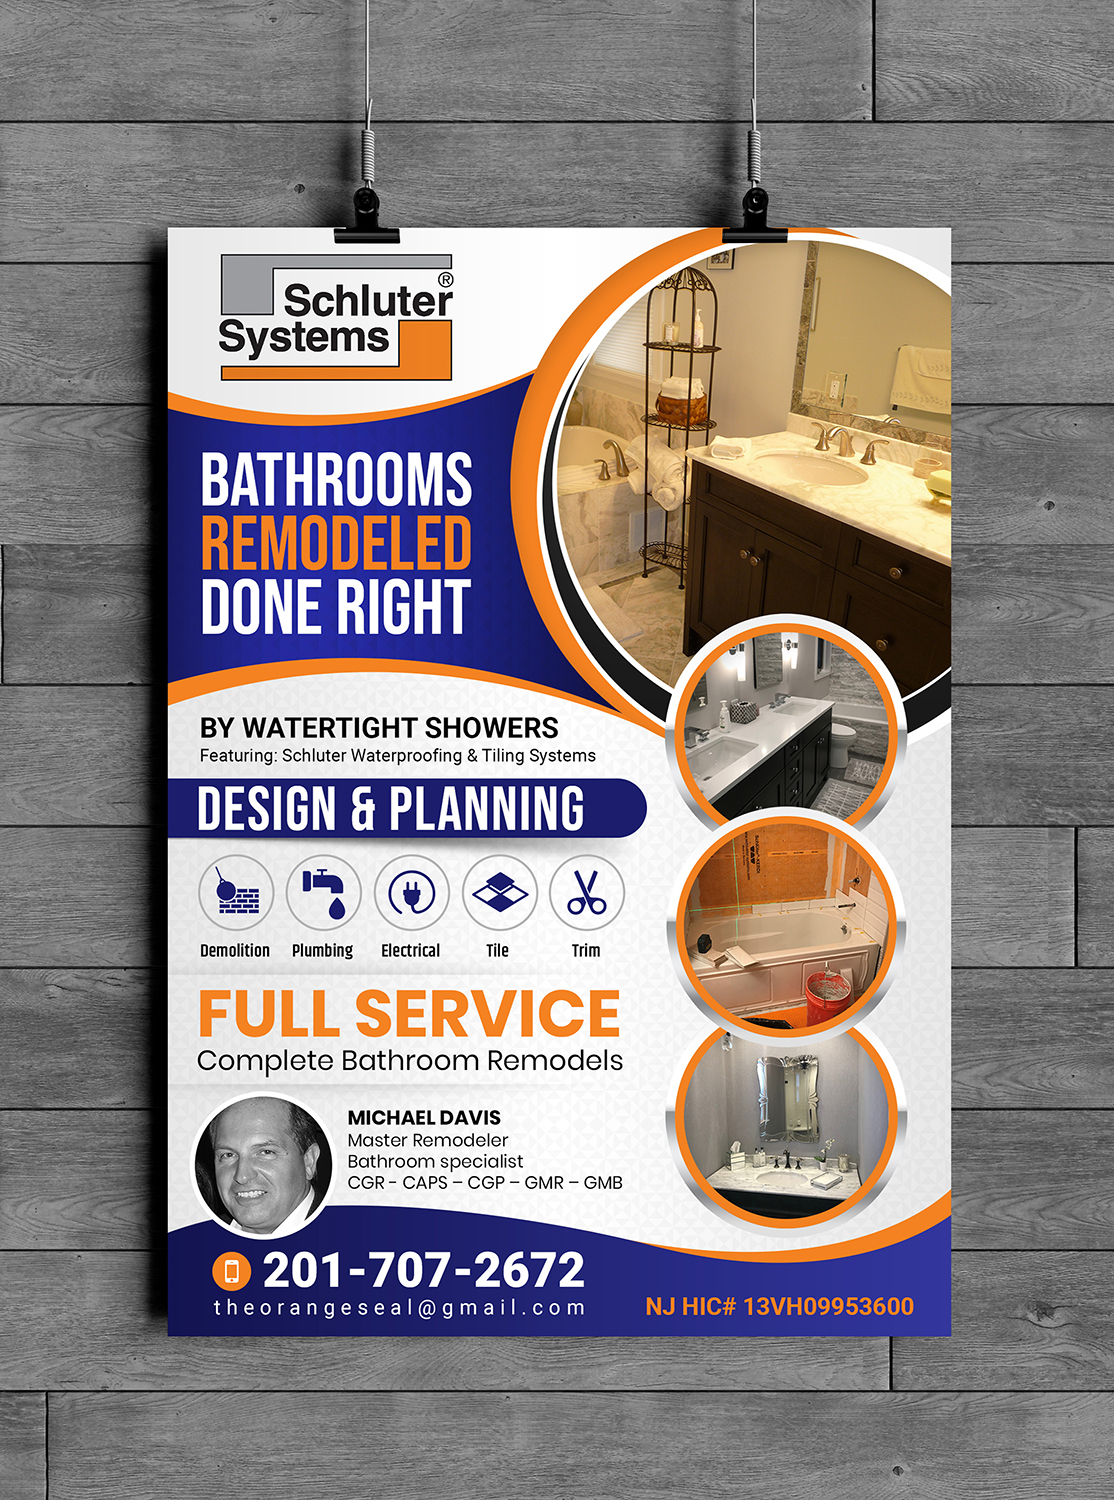 Schluter®
Systems
BATHROOMS
REMODELED
DONE RIGHT
BY WATERTIGHT SHOWERS
Featuring: Schluter Waterproofing & Tiling Systems
DESIGN & PLANNING
Demolition Plumbing Electrical Tile Trim
FULL SERVICE
Complete Bathroom Remodels
MICHAEL DAVIS
Master Remodeler
Bathroom specialist
CGR - CAPS – CGP – GMR – GMB
201-707-2672
theorangeseal@gmail.com
NJ HIC# 13VH09953600